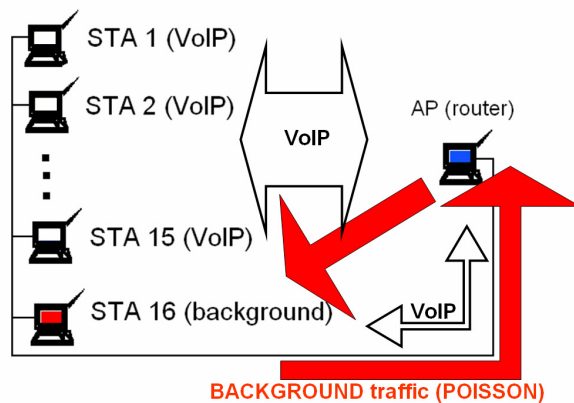 STA 1 (VoIP)
STA 2 (VoIP)
AP (router)
VoIP
STA 15 (VoIP)
STA 16 (background)
VoIP
BACKGROUND traffic (POISSON)